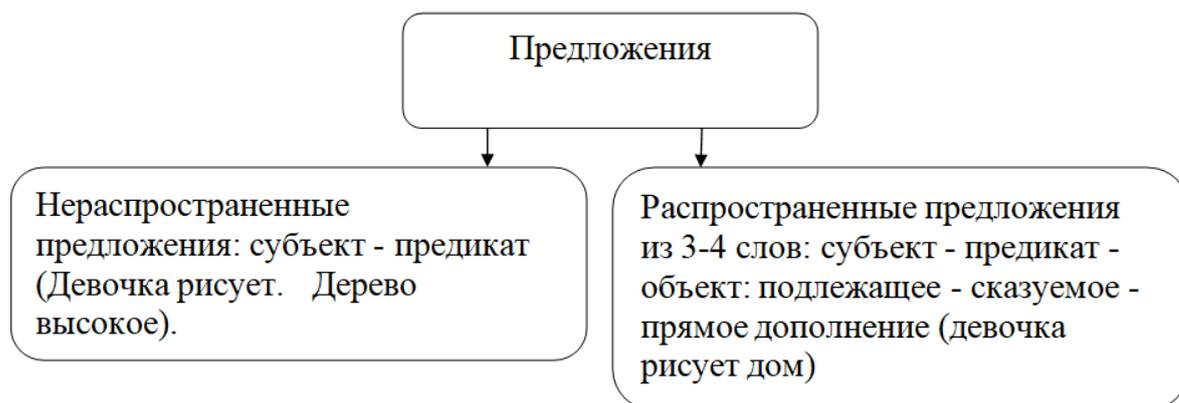 Предложения
Нераспространенные
предложения: субъект - предикат
(Девочка рисует. Дерево
высокое).
Распространенные предложения
из 3-4 слов: субъект - предикат -
объект: подлежащее - сказуемое -
прямое дополнение (девочка
рисует дом)